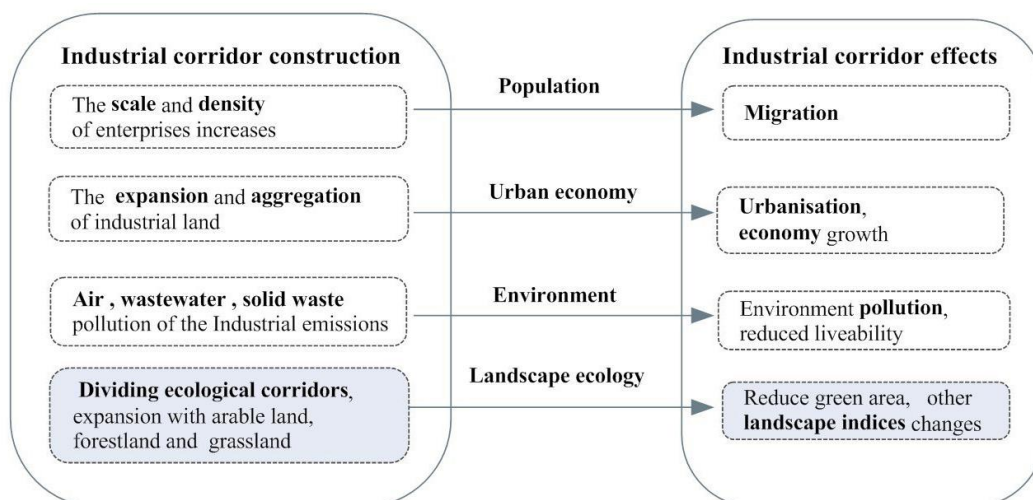 Industrial corridor construction
The scale and density
of enterprises increases
The expansion and aggregation
of industrial land
Air , wastewater , solid waste
pollution of the Industrial emissions
Dividing ecological corridors,
expansion with arable land,
forestland and grassland
Population
Urban economy
Environment
Landscape ecology
Industrial corridor effects
Migration
Urbanisation,
economy growth
Environment pollution,
reduced liveability
Reduce green area, other
landscape indices changes